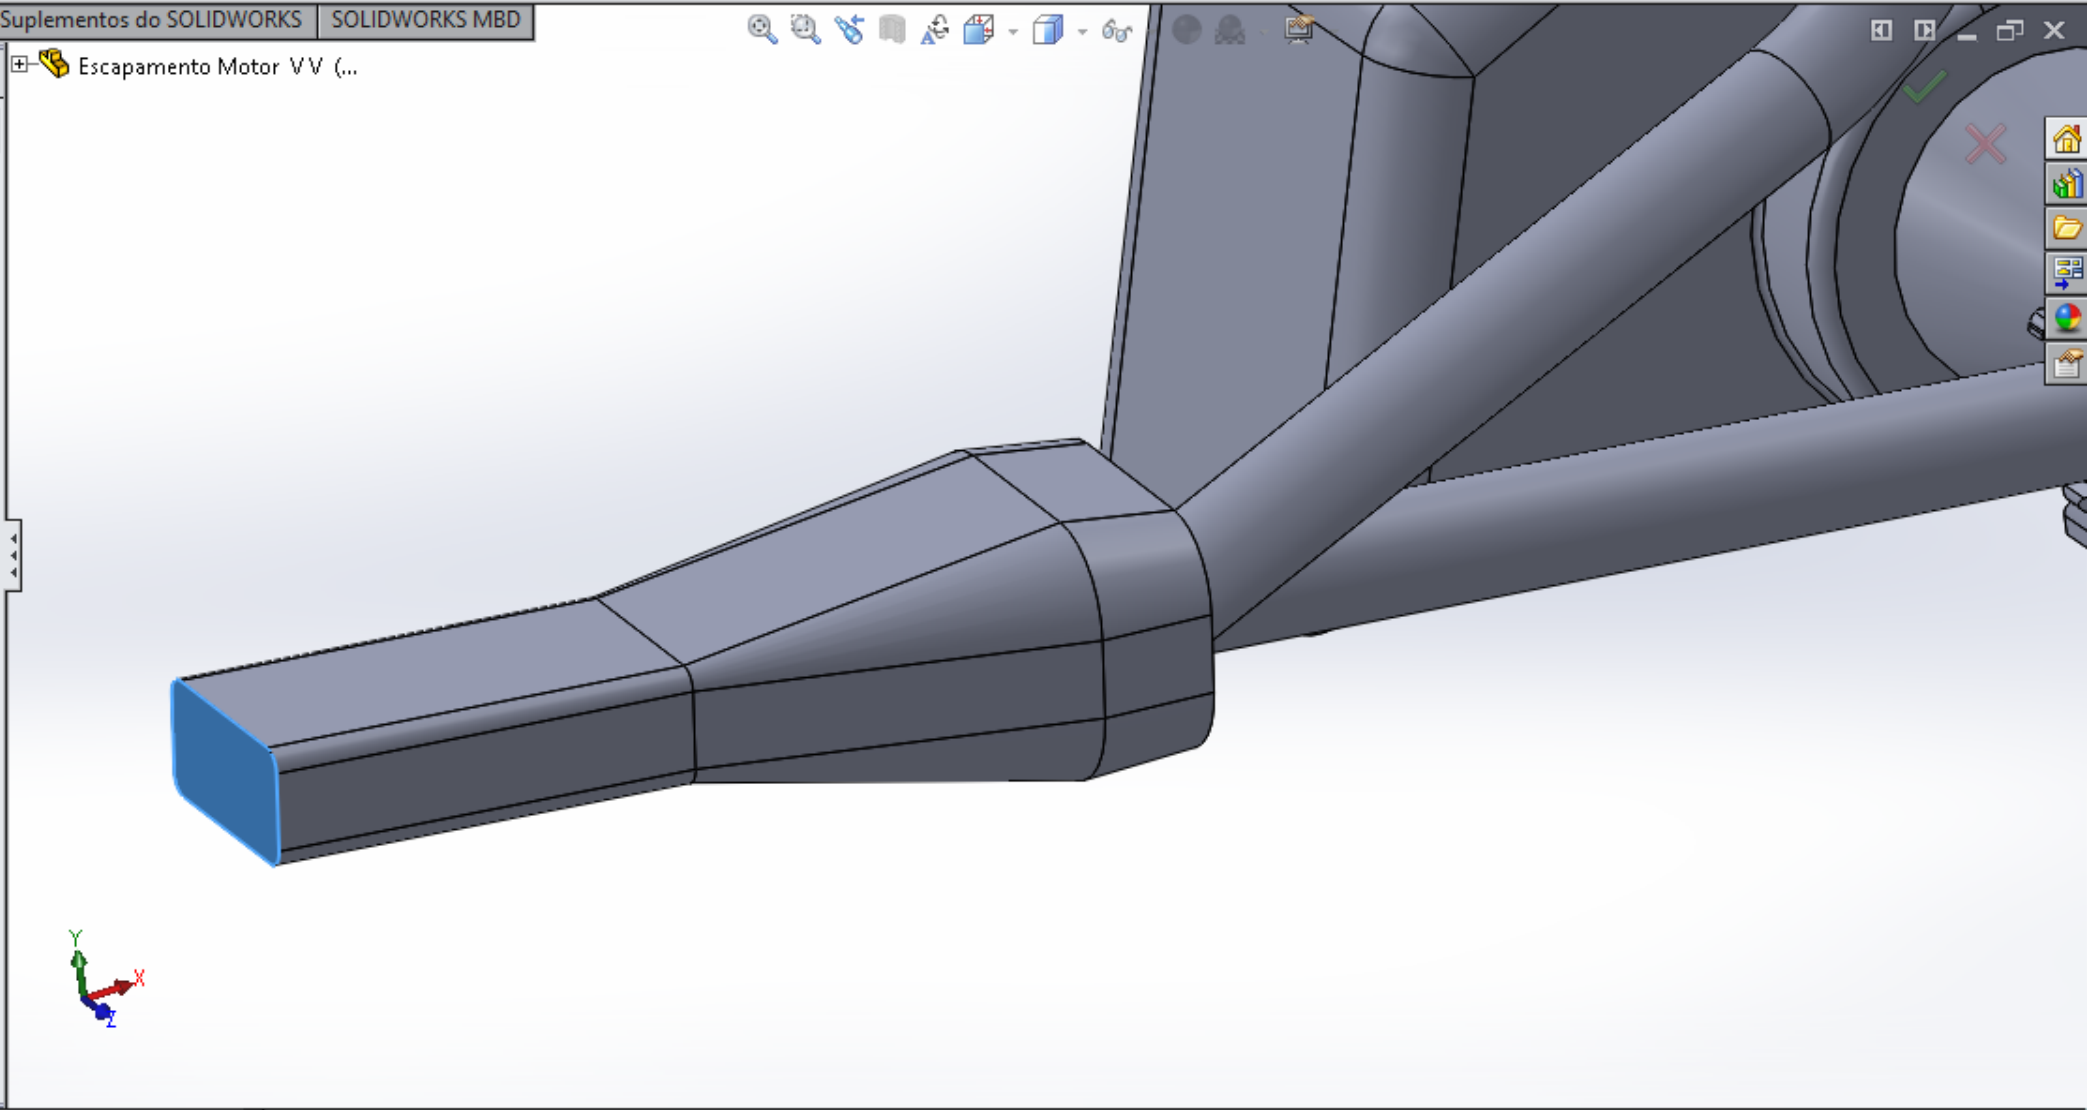 Suplementos do SOLIDWORKS
SOLIDWORKS MBD
Escapamento Motor V V (...
Y
X
Z